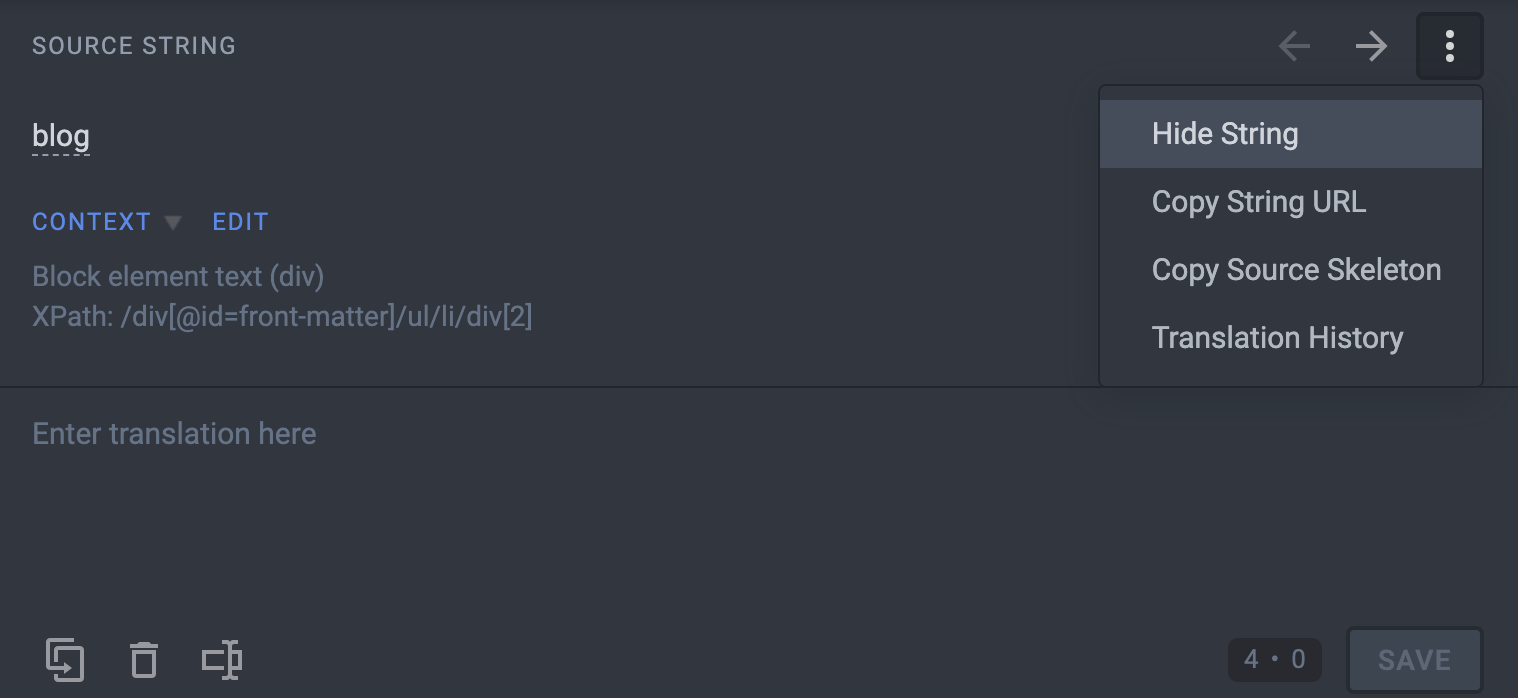 SOURCE STRING
blog
CONTEXT EDIT
Block element text (div)
XPath: /div[@id=front-matter]/ul/li/div[2]
Hide String
Copy String URL
Copy Source Skeleton
Translation History
Enter translation here
4 • 0
SAVE